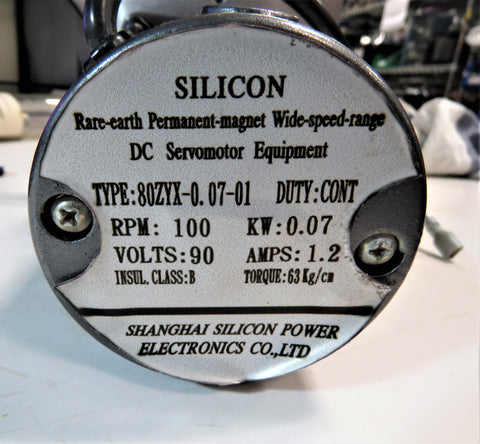 SILICON
Rare-earth Permanent-magnet Wide-speed-range
DC Servomotor Equipment
TYPE:80ZYX-0.07-01 DUTY:CONT
RPM: 100 KW:0.07
VOLTS:90 AMPS:1.2
INSUL.CLASS:B TORQUE:63Kg/cm
SHANGHAI SILICON POWER
ELECTRONICS CO.,LTD